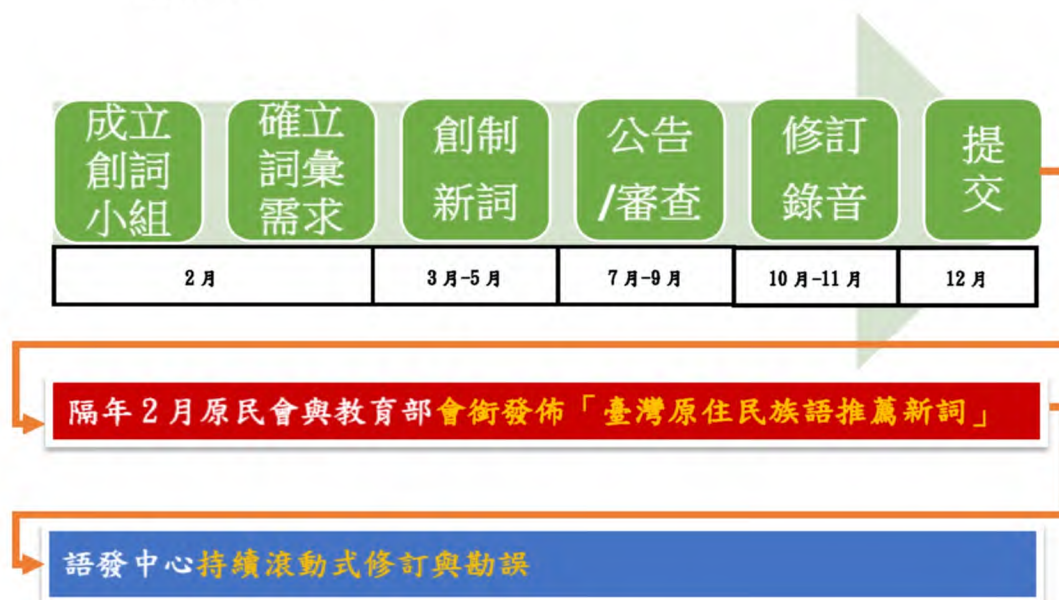 成立
創詞
小組
確立
詞彙
需求
創制
新詞
公告
/審查
修訂
錄音
提
交
2月
3月-5月
7月-9月
10月-11月
12月
隔年2月原民會與教育部會銜發佈「臺灣原住民族語推薦新詞」
語發中心持續滾動式修訂與勘誤